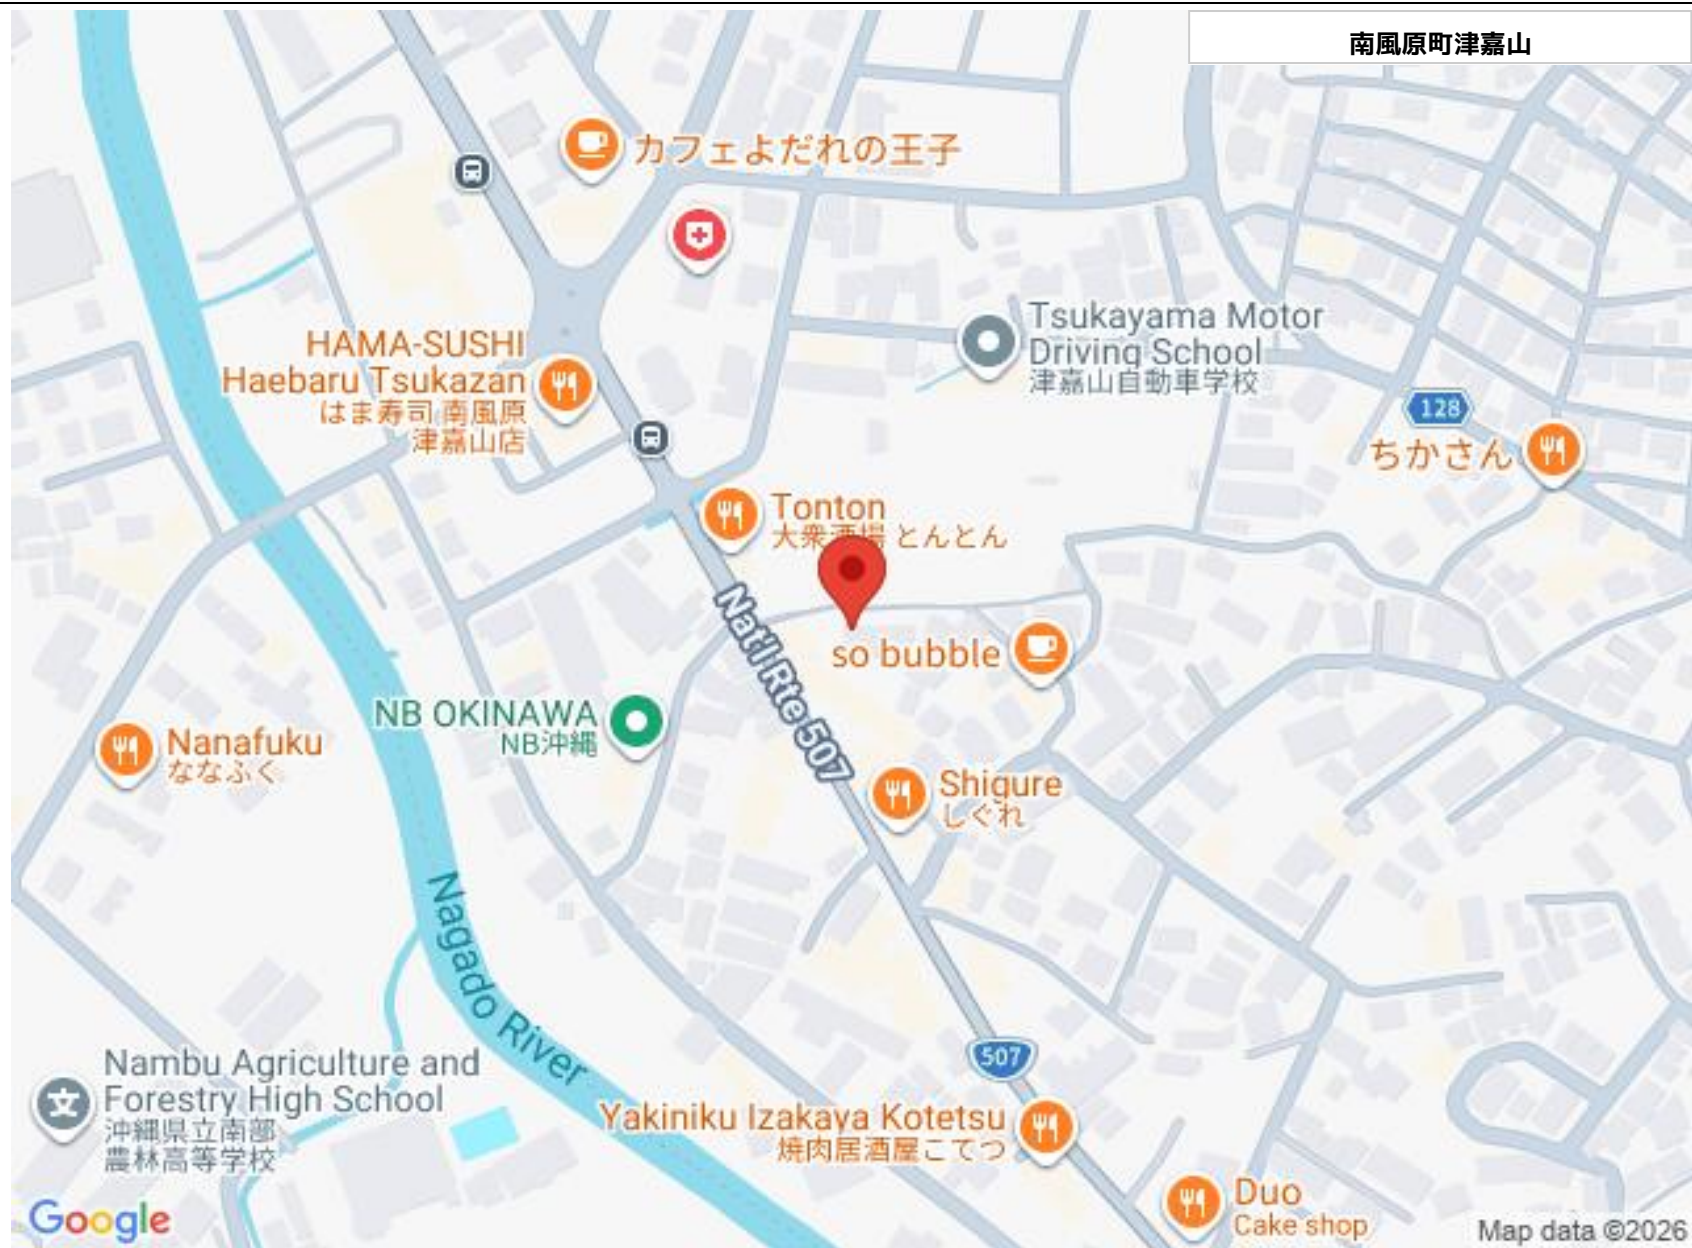 南風原町津嘉山
カフェよだれの王子
HAMA-SUSHI
Haebaru Tsukazan
はま寿司 南風原
津嘉山店
Tsukayama Motor
Driving School
津嘉山自動車学校
128
ちかさん
Tonton
大衆酒場 とんとん
Nat'l Rte 507
so bubble
NB OKINAWA
NB沖縄
Nanafuku
ななふく
Shigure
しぐれ
Nagado River
507
Nambu Agriculture and
Forestry High School
沖縄県立南部
農林高等学校
Yakiniku Izakaya Kotetsu
焼肉居酒屋こてつ
Duo
Cake shop
Google
Map data ©2026